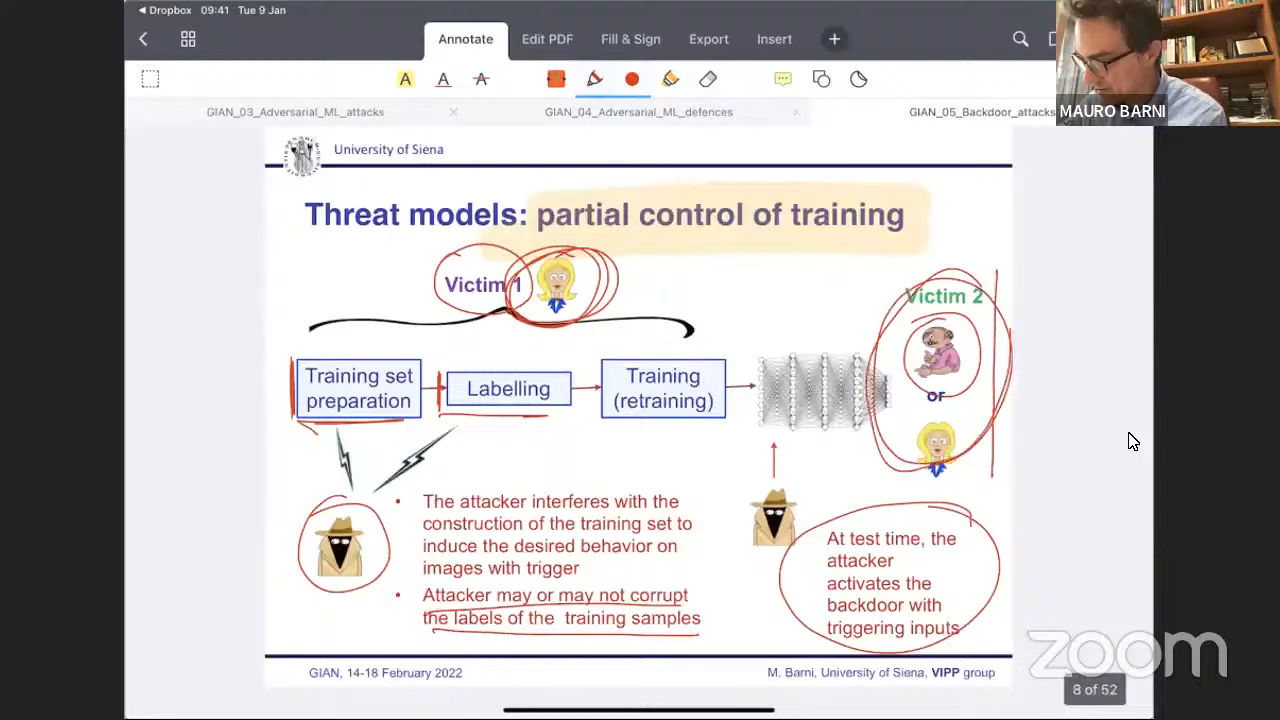 Dropbox 09:41 Tue 9 Jan
Annotate Edit PDF Fill & Sign Export Insert
A A A
GIAN_03_Adversarial_ML_attacks GIAN_04_Adversarial_ML_defences GIAN_05_Backdoor_attacks
MAURO BARNI
University of Siena
Threat models: partial control of training
Victim 1
Victim 2
or
Training set
preparation
Labelling
Training
(retraining)
• The attacker interferes with the
construction of the training set to
induce the desired behavior on
images with trigger
• Attacker may or may not corrupt
the labels of the training samples
At test time, the
attacker
activates the
backdoor with
triggering inputs
GIAN, 14-18 February 2022
M. Barni, University of Siena, VIPP group
8 of 52
zoom